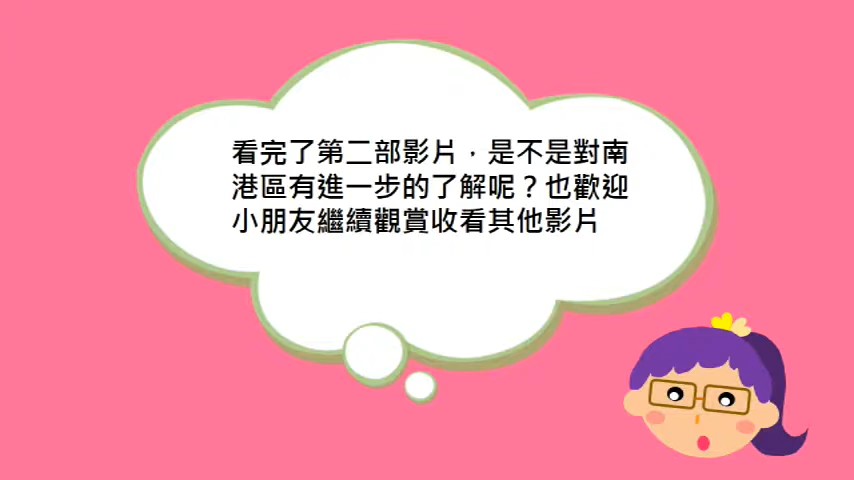 看完了第二部影片，是不是對南
港區有進一步的了解呢？也歡迎
小朋友繼續觀賞收看其他影片